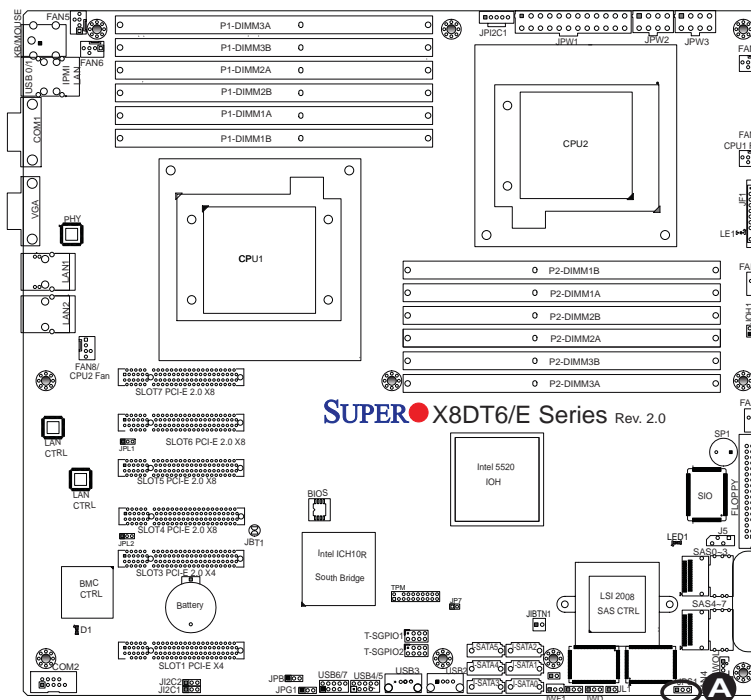 KB/MOUSE
FAN5
FAN6
USB 0/1
IPMI
LAN
COM1
VGA
PHY
LAN1
LAN2
FAN8/
CPU2 Fan
P1-DIMM3A
P1-DIMM3B
P1-DIMM2A
P1-DIMM2B
P1-DIMM1A
P1-DIMM1B
JPI2C1
JPW1
JPW2
JPW3
CPU2
CPU1
JF1
LE1
P2-DIMM1B
P2-DIMM1A
P2-DIMM2B
P2-DIMM2A
P2-DIMM3B
P2-DIMM3A
SLOT7 PCI-E 2.0 X8
SUPER X8DT6/E Series Rev. 2.0
LAN
CTRL
SLOT6 PCI-E 2.0 X8
JPL1
SLOT5 PCI-E 2.0 X8
LAN
CTRL
SLOT4 PCI-E 2.0 X8
JPL2
SLOT3 PCI-E 2.0 X4
BIOS
JBT1
Intel 5520
IOH
SP1
SIO
FLOPPY
LED1
J5
SAS0~3
SAS4~7
BMC
CTRL
Battery
Intel ICH10R
South Bridge
TPM
JP7
LSI 2008
SAS CTRL
JIBTN1
D1
T-SGPIO1
T-SGPIO2
I-SATA5
I-SATA2
I-SATA4
I-SATA1
I-SATA3
I-SATA0
SLOT1 PCI-E X4
COM2
JI2C2
JI2C1
JPB
JPG1
USB6/7
USB4/5
USB3
JL1
A